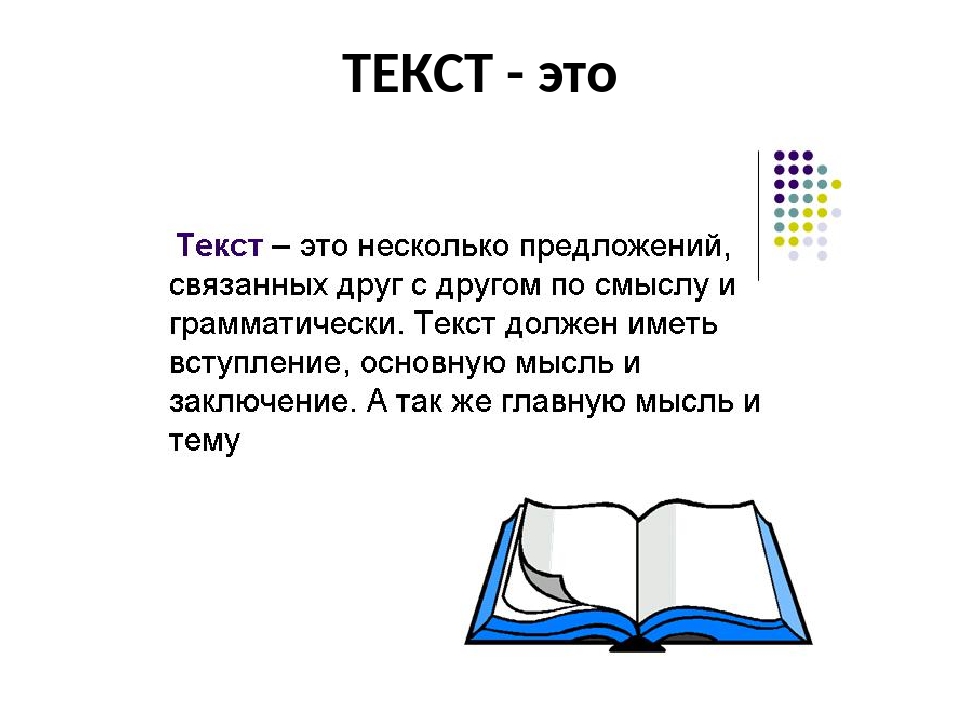 ТЕКСТ - это
Текст – это несколько предложений,
связанных друг с другом по смыслу и
грамматически. Текст должен иметь
вступление, основную мысль и
заключение. А так же главную мысль и
тему